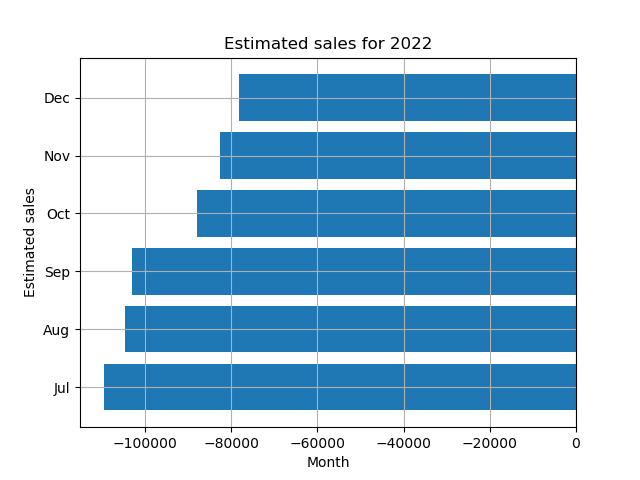 Estimated sales for 2022
Dec
Nov
Oct
Sep
Aug
Jul
Estimated sales
−100000 −80000 −60000 −40000 −20000 0
Month